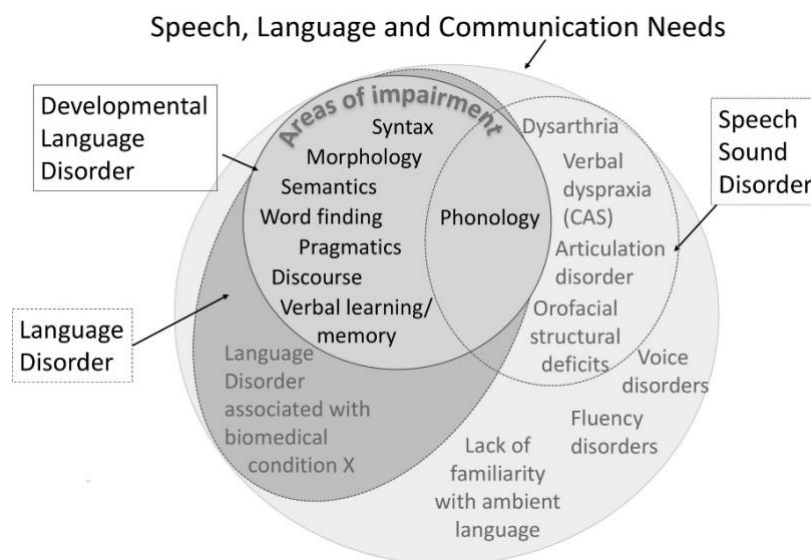 Speech, Language and Communication Needs
Developmental
Language
Disorder
Areas of impairment
Syntax
Morphology
Semantics
Word finding
Pragmatics
Discourse
Verbal learning/
memory
Phonology
Dysarthria
Verbal
dyspraxia
(CAS)
Articulation
disorder
Orofacial
structural
deficits
Speech
Sound
Disorder
Language
Disorder
Language
Disorder
associated with
biomedical
condition X
Voice
disorders
Fluency
disorders
Lack of
familiarity
with ambient
language